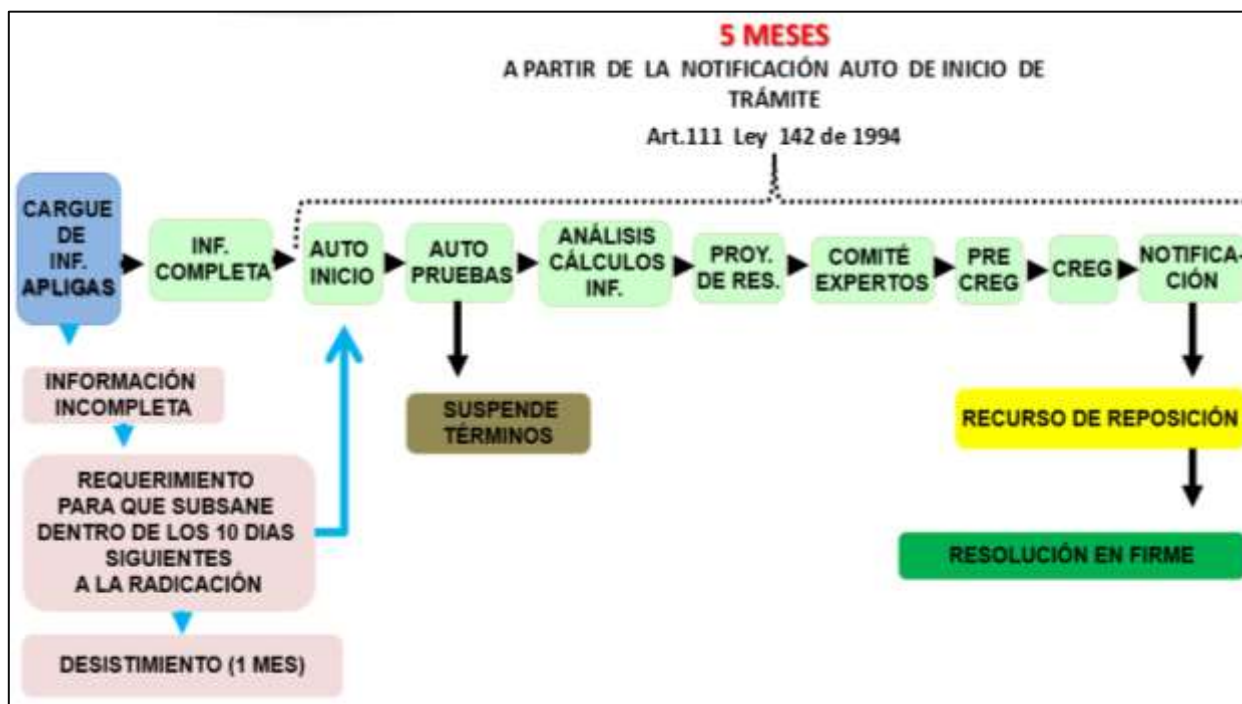 5 MESES
A PARTIR DE LA NOTIFICACIÓN AUTO DE INICIO DE
TRÁMITE
Art.111 Ley 142 de 1994
CARGUE
DE
INF.
APLIGAS
INF.
COMPLETA
AUTO
INICIO
AUTO
PRUEBAS
ANÁLISIS
CÁLCULOS
INF.
PROY.
DE RES.
COMITÉ
EXPERTOS
PRE
CREG
CREG
NOTIFICA-
CIÓN
INFORMACIÓN
INCOMPLETA
SUSPENDE
TÉRMINOS
RECURSO DE REPOSICIÓN
REQUERIMIENTO
PARA QUE SUBSANE
DENTRO DE LOS 10 DIAS
SIGUIENTES
A LA RADICACIÓN
RESOLUCIÓN EN FIRME
DESISTIMIENTO (1 MES)